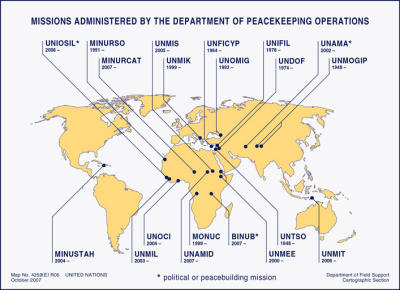 MISSIONS ADMINISTERED BY THE DEPARTMENT OF PEACEKEEPING OPERATIONS
UNIOSIL* MINURSO UNMIS UNFICYP UNIFIL UNAMA*
2006 – 1991 – 2005– 1964 – 1978 – 2002 –
MINURCAT UNMIK UNOMIG UNDOF UNMOGIP
2007 – 1999 – 1993 – 1974 – 1949 –
UNOCI MONUC BINUB* UNTSO
2004 – 1999 – 2007 – 1948 –
MINUSTAH UNMIL UNAMID UNMEE UNMIT
2004 – 2003 – 2007 – 2000 – 2006 –
* political or peacebuilding mission
Map No. 4259(E) R06 UNITED NATIONS Department of Field Support
October 2007 Cartographic Section